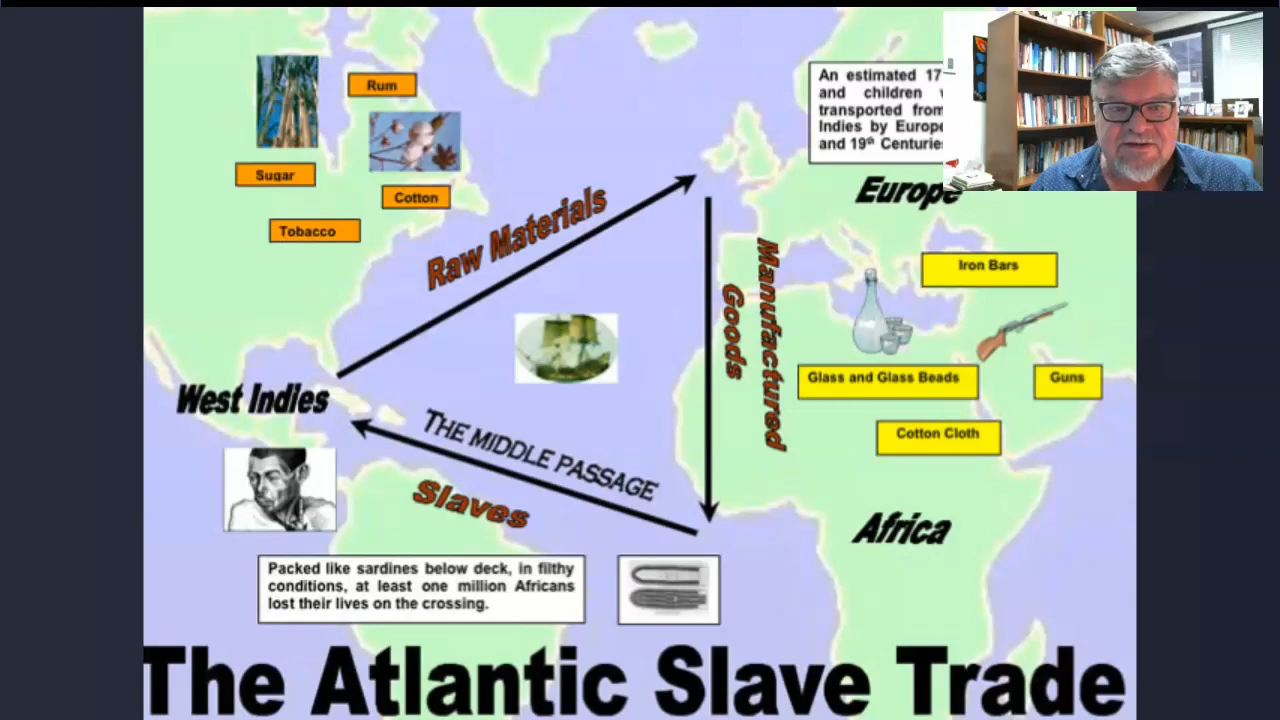 Rum
Sugar
Cotton
Tobacco
Raw Materials
An estimated 17
and children
transported from
Indies by Europe
and 19th Centuries
Europe
Manufactured
Goods
Iron Bars
Glass and Glass Beads
Guns
Cotton Cloth
West Indies
THE MIDDLE PASSAGE
Slaves
Africa
Packed like sardines below deck, in filthy
conditions, at least one million Africans
lost their lives on the crossing.
The Atlantic Slave Trade